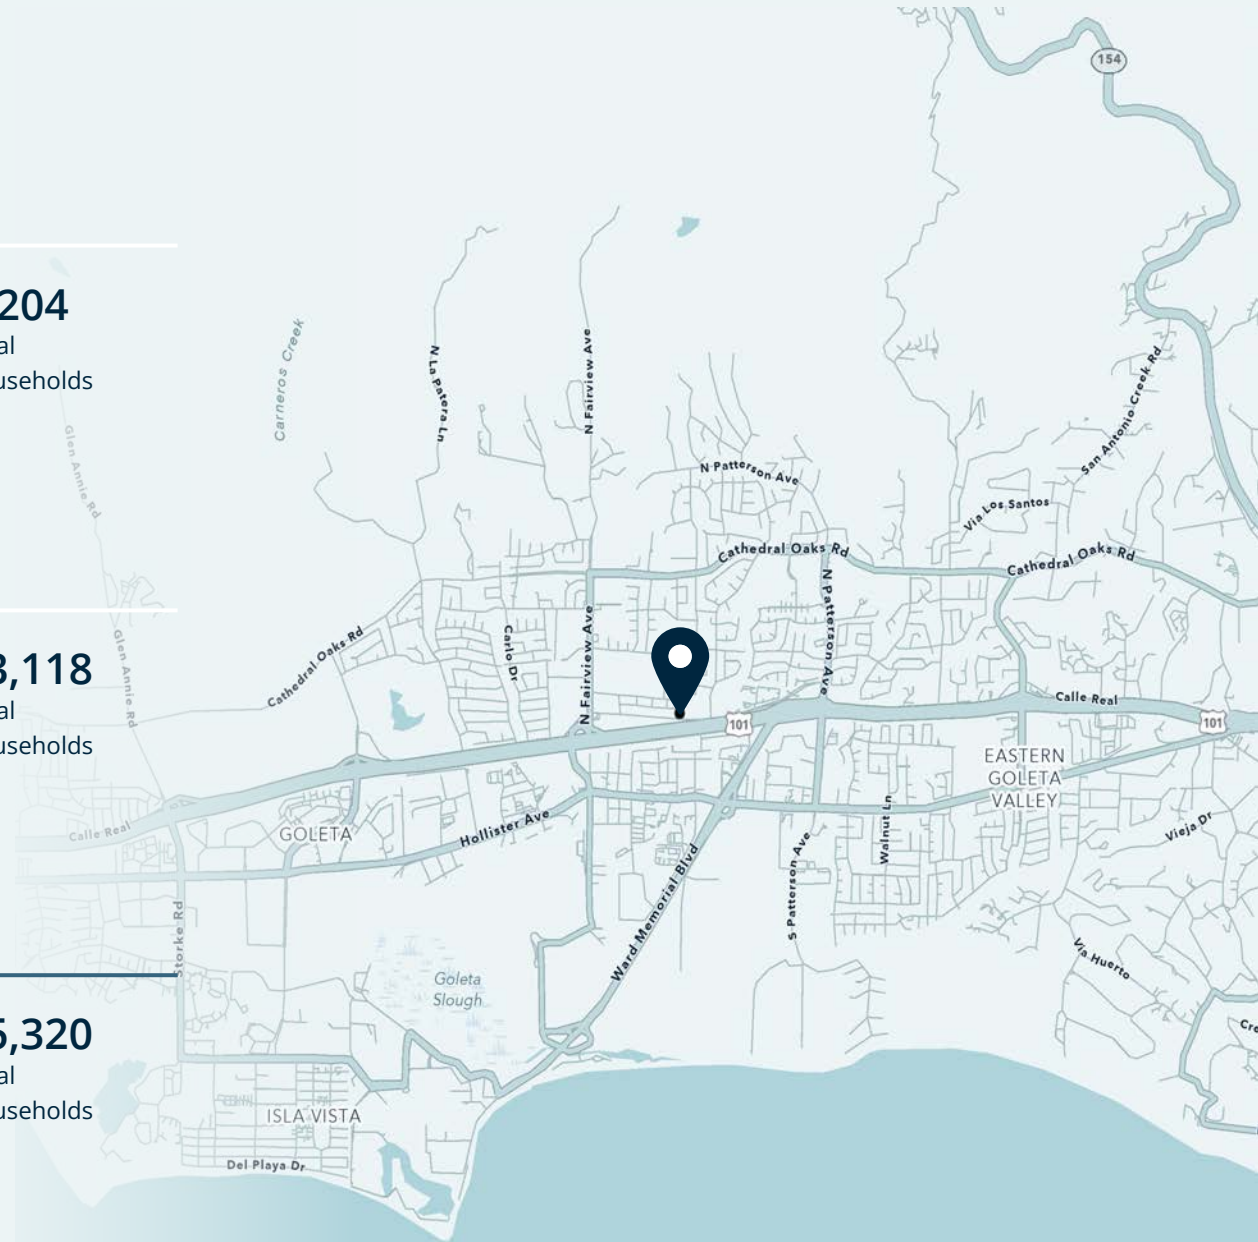 154
,204
al
useholds
Carneros Creek
N La Patera Ln
N Fairview Ave
San Antonio Creek Rd
Glen Annie Rd
N Patterson Ave
Via Los Santos
Cathedral Oaks Rd
Cathedral Oaks Rd
N Patterson Ave
Glen Annie Rd
Cathedral Oaks Rd
Carlo Dr
N Fairview Ave
3,118
al
useholds
101
Calle Real
101
EASTERN
GOLETA
VALLEY
Calle Real
GOLETA
Hollister Ave
Walnut Ln
Vieja Dr
S Patterson Ave
Ward Memorial Blvd
Storke Rd
Via Huerto
Goleta
Slough
5,320
al
useholds
Cre
ISLA VISTA
Del Playa Dr